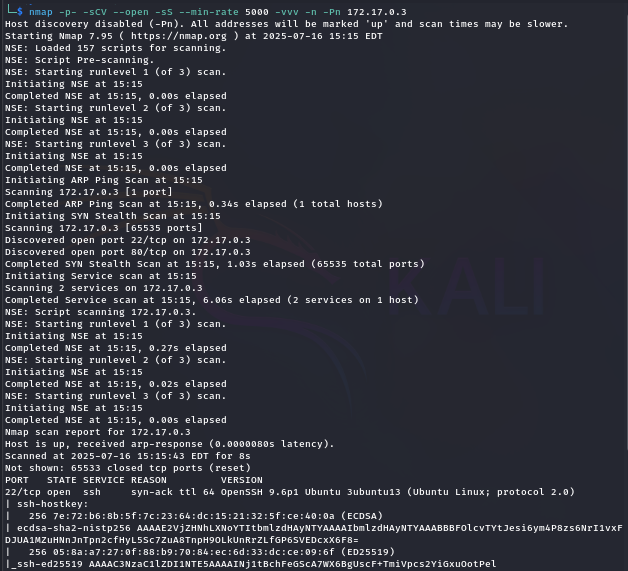 └─$ nmap -p- -sCV --open -sS --min-rate 5000 -vvv -n -Pn 172.17.0.3
Host discovery disabled (-Pn). All addresses will be marked 'up' and scan times may be slower.
Starting Nmap 7.95 ( https://nmap.org ) at 2025-07-16 15:15 EDT
NSE: Loaded 157 scripts for scanning.
NSE: Script Pre-scanning.
NSE: Starting runlevel 1 (of 3) scan.
Initiating NSE at 15:15
Completed NSE at 15:15, 0.00s elapsed
NSE: Starting runlevel 2 (of 3) scan.
Initiating NSE at 15:15
Completed NSE at 15:15, 0.00s elapsed
NSE: Starting runlevel 3 (of 3) scan.
Initiating NSE at 15:15
Completed NSE at 15:15, 0.00s elapsed
Initiating ARP Ping Scan at 15:15
Scanning 172.17.0.3 [1 port]
Completed ARP Ping Scan at 15:15, 0.34s elapsed (1 total hosts)
Initiating SYN Stealth Scan at 15:15
Scanning 172.17.0.3 [65535 ports]
Discovered open port 22/tcp on 172.17.0.3
Discovered open port 80/tcp on 172.17.0.3
Completed SYN Stealth Scan at 15:15, 1.03s elapsed (65535 total ports)
Initiating Service scan at 15:15
Scanning 2 services on 172.17.0.3
Completed Service scan at 15:15, 6.06s elapsed (2 services on 1 host)
NSE: Script scanning 172.17.0.3.
NSE: Starting runlevel 1 (of 3) scan.
Initiating NSE at 15:15
Completed NSE at 15:15, 0.27s elapsed
NSE: Starting runlevel 2 (of 3) scan.
Initiating NSE at 15:15
Completed NSE at 15:15, 0.02s elapsed
NSE: Starting runlevel 3 (of 3) scan.
Initiating NSE at 15:15
Completed NSE at 15:15, 0.00s elapsed
Nmap scan report for 172.17.0.3
Host is up, received arp-response (0.0000080s latency).
Scanned at 2025-07-16 15:15:43 EDT for 8s
Not shown: 65533 closed tcp ports (reset)
PORT   STATE SERVICE REASON         VERSION
22/tcp open  ssh     syn-ack ttl 64 OpenSSH 9.6p1 Ubuntu 3ubuntu13 (Ubuntu Linux; protocol 2.0)
| ssh-hostkey:
|   256 7e:72:b6:8b:5f:7c:23:64:dc:15:21:32:5f:ce:40:0a (ECDSA)
| ecdsa-sha2-nistp256 AAAAE2VjZHNhLXNoYTItbmlzdHAyNTYAAAAIbmlzdHAyNTYAAABBBFOlcvTYtJesi6ym4P8zs6NrI1vxF
DJUA1MZuHNnJnTpn2cfHyL5Sc7ZuA8TnpH9OLkUnRrZLfGP6SVEDcxX6F8=
|   256 05:8a:a7:27:0f:88:b9:70:84:ec:6d:33:dc:ce:09:6f (ED25519)
|_ssh-ed25519 AAAAC3NzaC1lZDI1NTE5AAAAINj1tBchFeGScA7WX6BgUscF+TmiVpcs2YiGxuOotPel
KALI